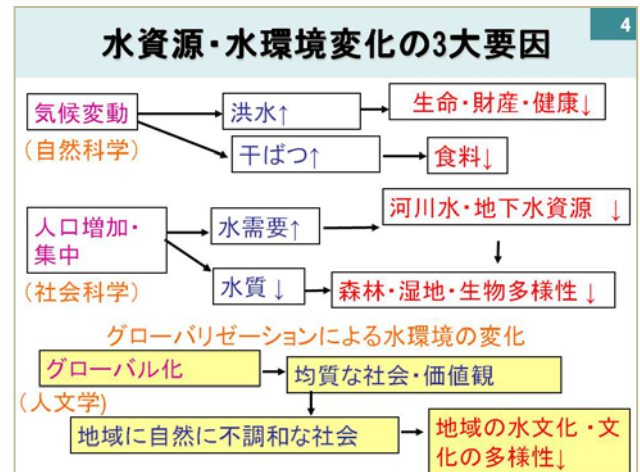 4
水資源・水環境変化の3大要因
気候変動
洪水↑
生命・財産・健康↓
(自然科学)
干ばつ↑
食料↓
人口増加・
集中
水需要↑
河川水・地下水資源 ↓
(社会科学)
水質↓
森林・湿地・生物多様性↓
グローバリゼーションによる水環境の変化
グローバル化
均質な社会・価値観
(人文学)
地域に自然に不調和な社会
地域の水文化・文
化の多様性↓